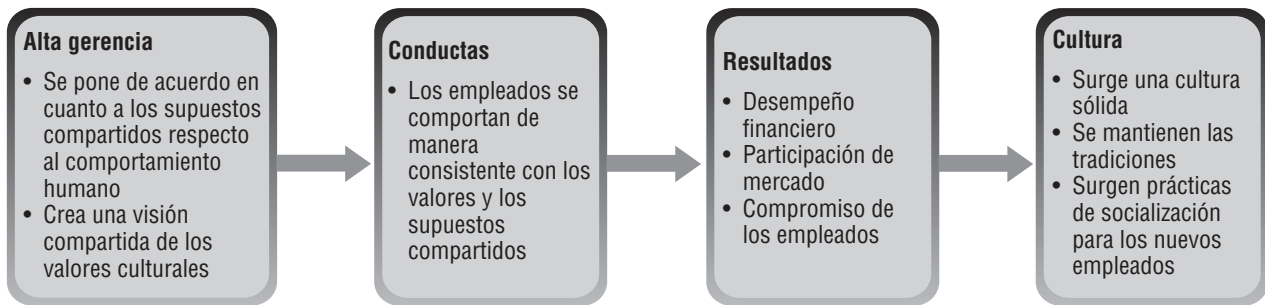 Alta gerencia
• Se pone de acuerdo en
cuanto a los supuestos
compartidos respecto
al comportamiento
humano
• Crea una visión
compartida de los
valores culturales
Conductas
• Los empleados se
comportan de
manera
consistente con los
valores y los
supuestos
compartidos
Resultados
• Desempeño
financiero
• Participación de
mercado
• Compromiso de
los empleados
Cultura
• Surge una cultura
sólida
• Se mantienen las
tradiciones
• Surgen prácticas
de socialización
para los nuevos
empleados